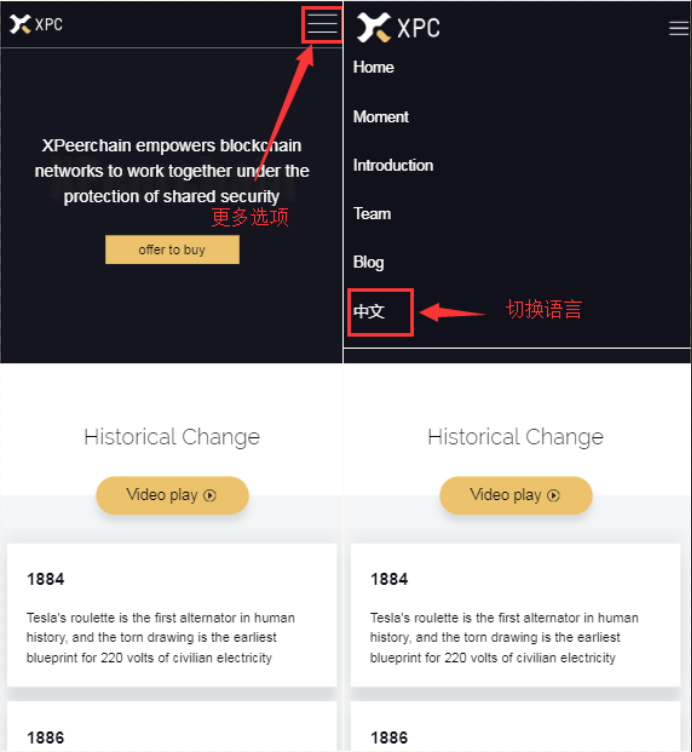 XPC
XPeerchain empowers blockchain
networks to work together under the
protection of shared security
更多选项
offer to buy
Historical Change
Video play
1884
Tesla's roulette is the first alternator in human
history, and the torn drawing is the earliest
blueprint for 220 volts of civilian electricity
1886
XPC
Home
Moment
Introduction
Team
Blog
中文
切换语言
Historical Change
Video play
1884
Tesla's roulette is the first alternator in human
history, and the torn drawing is the earliest
blueprint for 220 volts of civilian electricity
1886